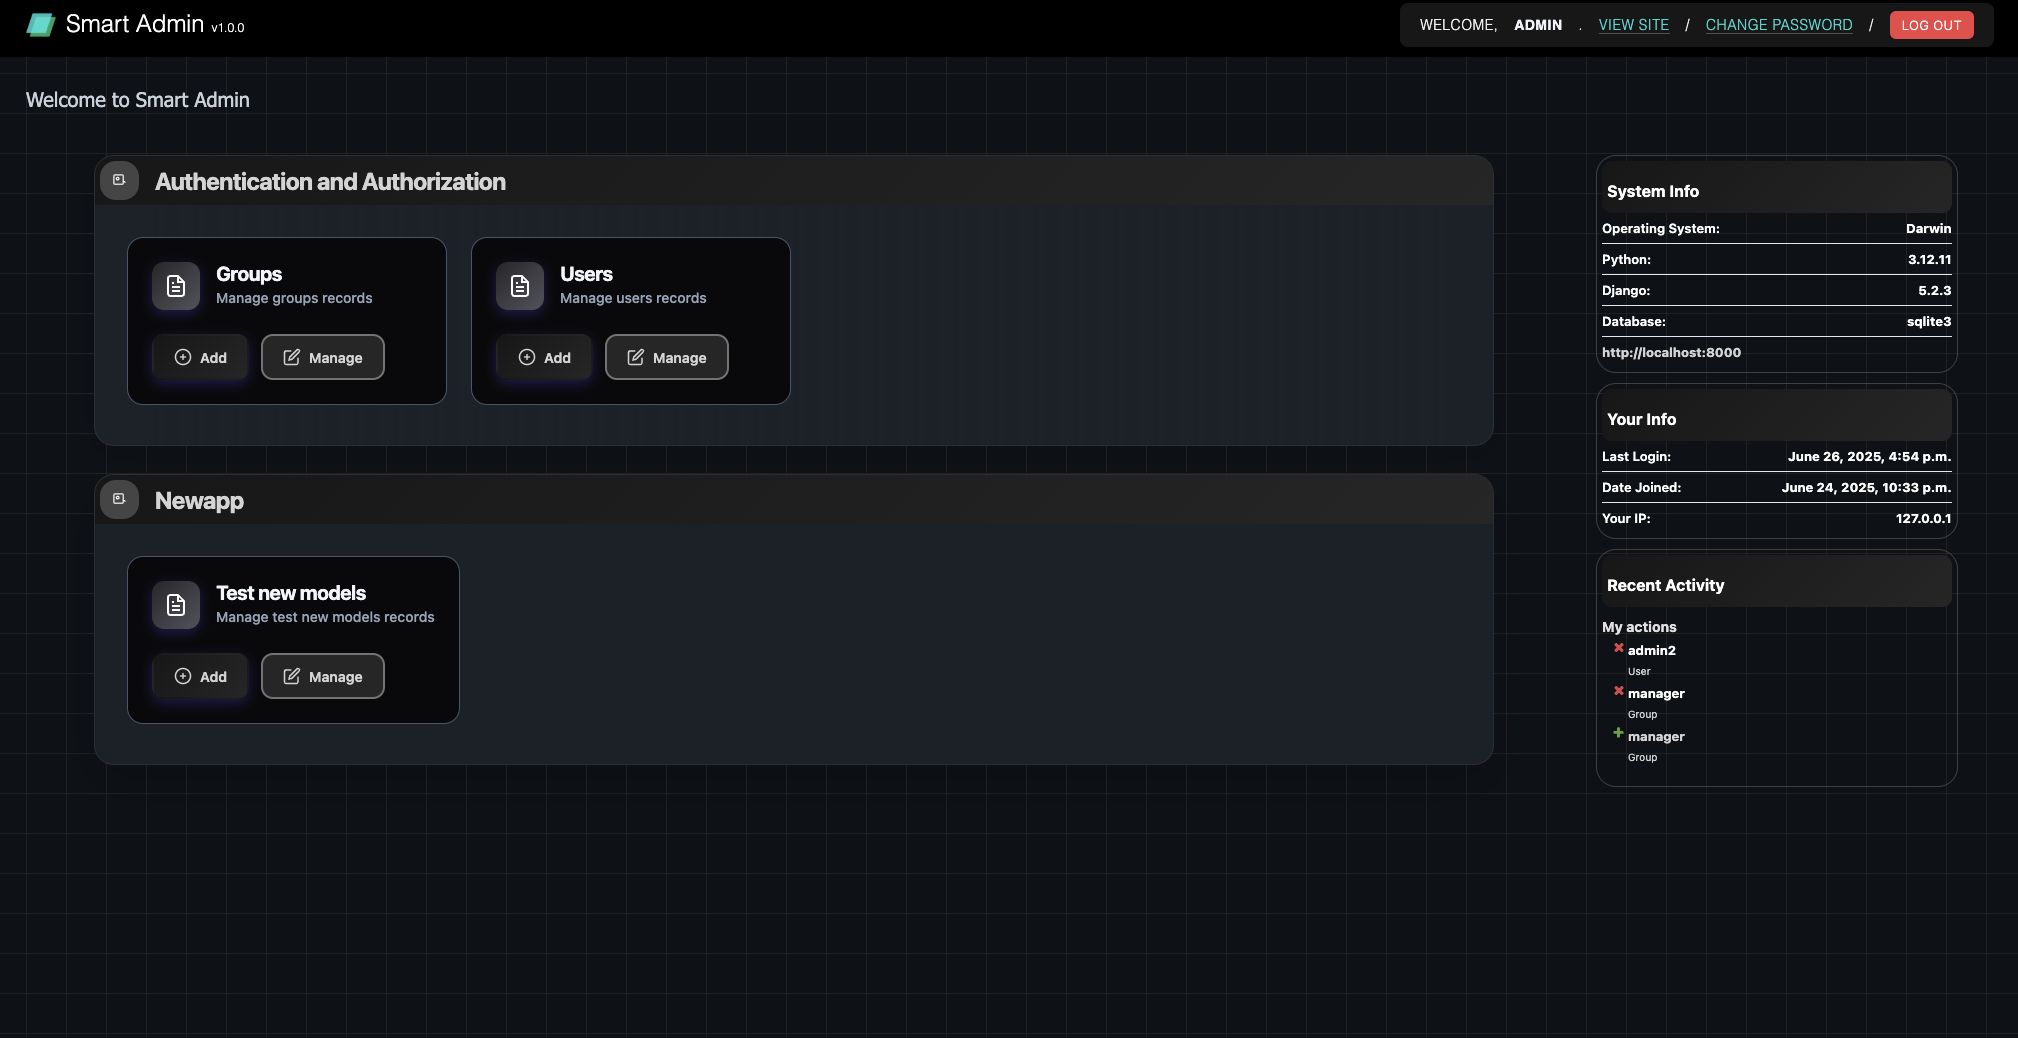 Smart Admin v1.0.0
WELCOME, ADMIN . VIEW SITE / CHANGE PASSWORD / LOG OUT
Welcome to Smart Admin
Authentication and Authorization
Groups
Manage groups records
Add
Manage
Users
Manage users records
Add
Manage
Newapp
Test new models
Manage test new models records
Add
Manage
System Info
Operating System: Darwin
Python: 3.12.11
Django: 5.2.3
Database: sqlite3
http://localhost:8000
Your Info
Last Login: June 26, 2025, 4:54 p.m.
Date Joined: June 24, 2025, 10:33 p.m.
Your IP: 127.0.0.1
Recent Activity
My actions
admin2
User
manager
Group
manager
Group